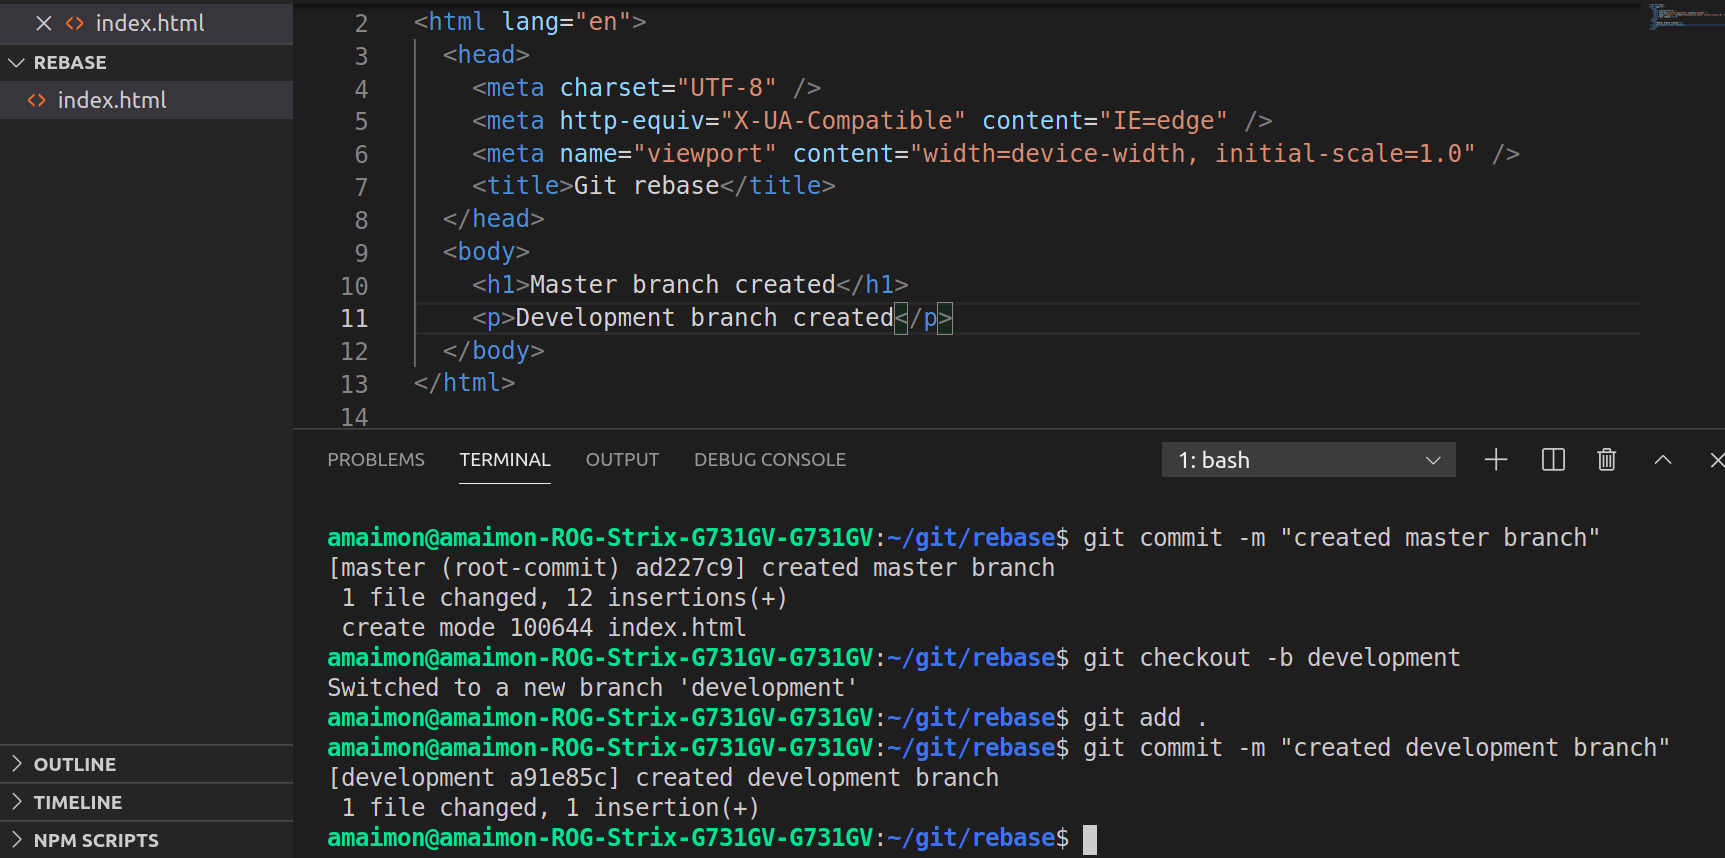 index.html
REBASE
index.html
OUTLINE
TIMELINE
NPM SCRIPTS
2 <html lang="en">
3 <head>
4 <meta charset="UTF-8" />
5 <meta http-equiv="X-UA-Compatible" content="IE=edge" />
6 <meta name="viewport" content="width=device-width, initial-scale=1.0" />
7 <title>Git rebase</title>
8 </head>
9 <body>
10 <h1>Master branch created</h1>
11 <p>Development branch created</p>
12 </body>
13 </html>
14
PROBLEMS TERMINAL OUTPUT DEBUG CONSOLE 1: bash
amaimon@amaimon-ROG-Strix-G731GV-G731GV:~/git/rebase$ git commit -m "created master branch"
[master (root-commit) ad227c9] created master branch
1 file changed, 12 insertions(+)
create mode 100644 index.html
amaimon@amaimon-ROG-Strix-G731GV-G731GV:~/git/rebase$ git checkout -b development
Switched to a new branch 'development'
amaimon@amaimon-ROG-Strix-G731GV-G731GV:~/git/rebase$ git add .
amaimon@amaimon-ROG-Strix-G731GV-G731GV:~/git/rebase$ git commit -m "created development branch"
[development a91e85c] created development branch
1 file changed, 1 insertion(+)
amaimon@amaimon-ROG-Strix-G731GV-G731GV:~/git/rebase$